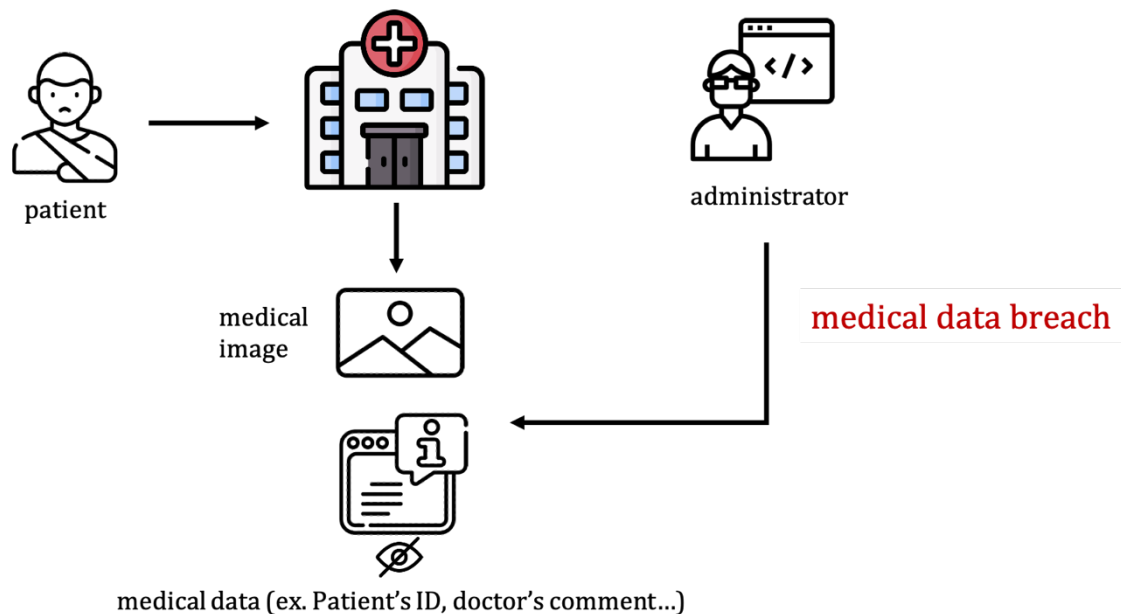 patient
administrator
medical
image
medical data breach
medical data (ex. Patient's ID, doctor's comment...)